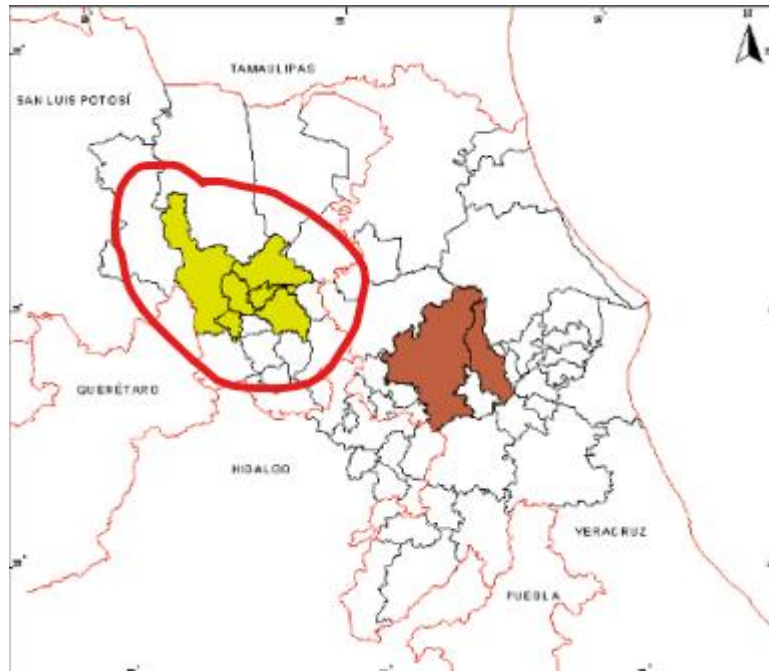 TAMAULIPAS
SAN LUIS POTOSÍ
QUERÉTARO
HIDALGO
VERACRUZ
PUEBLA